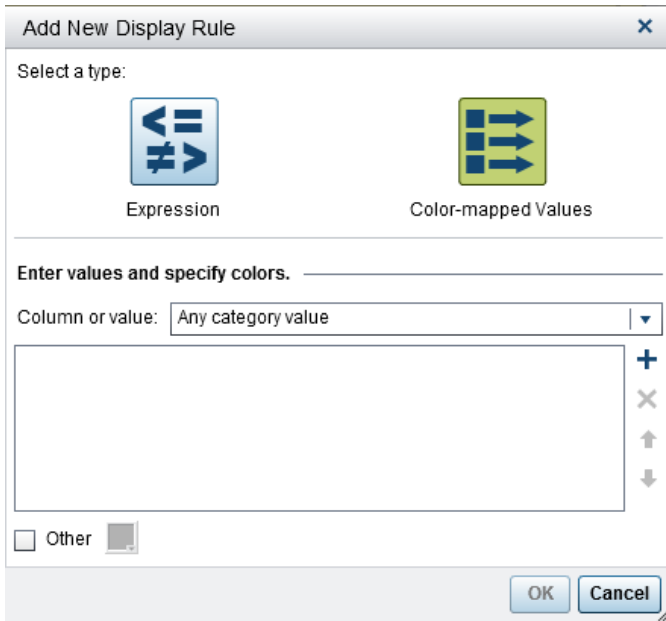 Add New Display Rule
Select a type:
Expression Color-mapped Values
Enter values and specify colors.
Column or value: Any category value
Other
OK Cancel